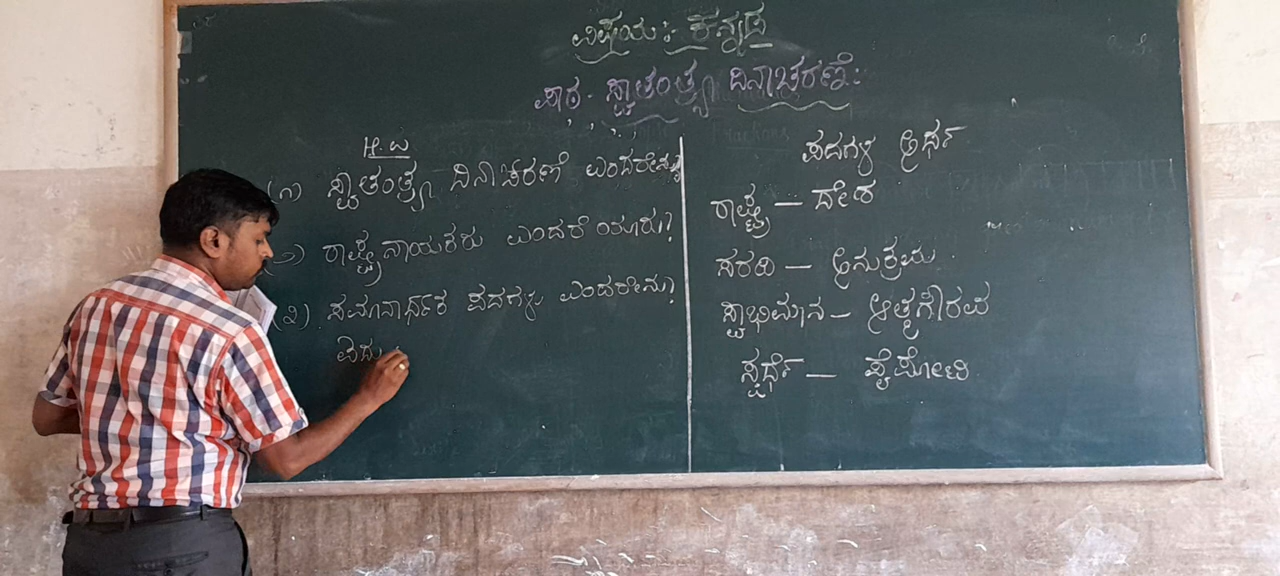 ವಿಷಯ : ಕನ್ನಡ
ಪಾಠ - ಸ್ವಾತಂತ್ರ್ಯ ದಿನಾಚರಣೆ:
ಅ.ಪ
(೧) ಸ್ವಾತಂತ್ರ್ಯ ದಿನಾಚರಣೆ ಎಂದರೇನು
೨) ರಾಷ್ಟ್ರನಾಯಕರು ಎಂದರೆ ಯಾರು?
(೩) ಸಮಾನಾರ್ಥಕ ಪದಗಳು ಎಂದರೇನು?
ಪದಗಳ ಅರ್ಥ
ರಾಷ್ಟ್ರ — ದೇಶ
ಸರದಿ — ಅನುಕ್ರಮ .
ಸ್ವಾಭಿಮಾನ — ಆತ್ಮಗೌರವ
ಸ್ಪರ್ಧೆ — ಪೈಪೋಟಿ